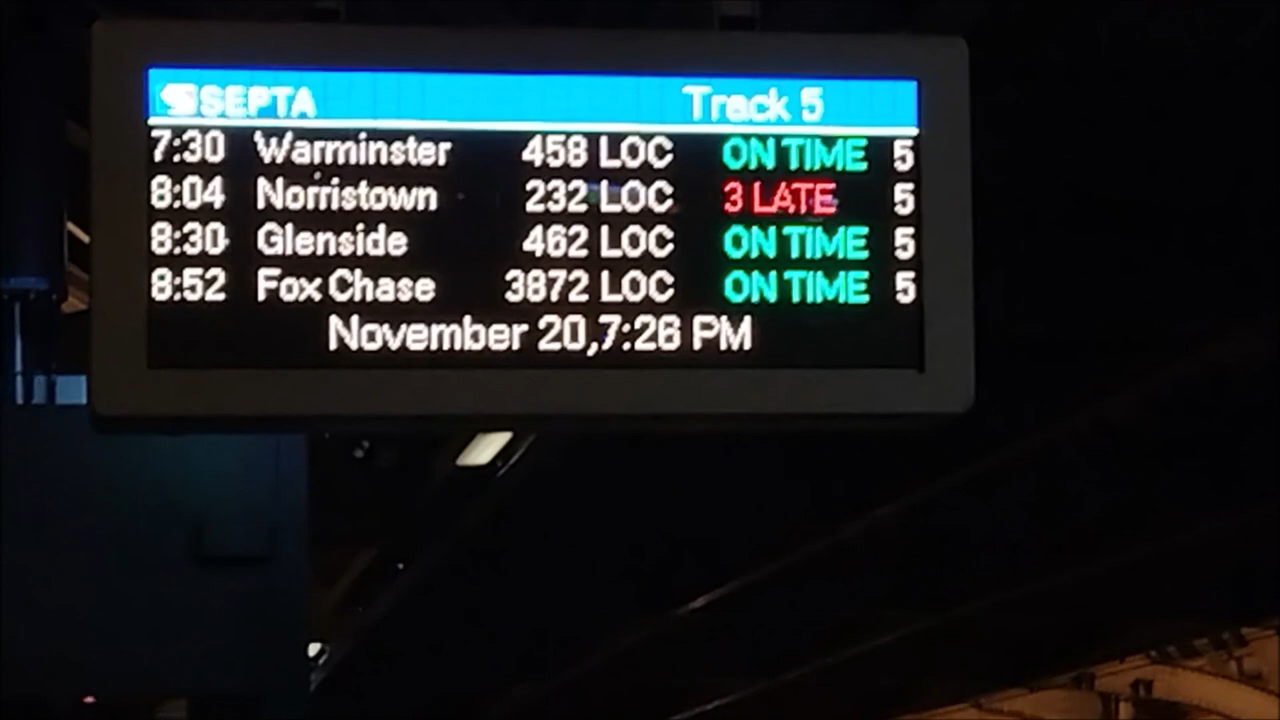 SEPTA Track 5
7:30 Warminster 458 LOC ON TIME 5
8:04 Norristown 232 LOC 3 LATE 5
8:30 Glenside 462 LOC ON TIME 5
8:52 Fox Chase 3872 LOC ON TIME 5
November 20,7:26 PM